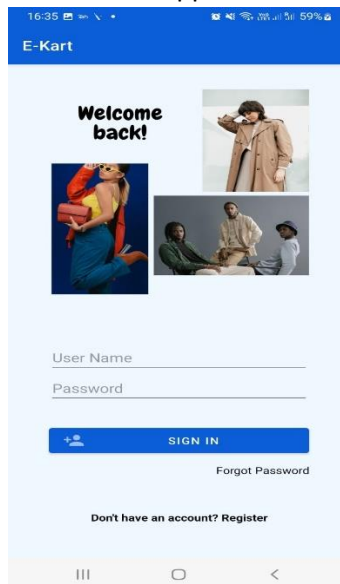 16:35 59%
E-Kart
Welcome
back!
User Name
Password
SIGN IN
Forgot Password
Don't have an account? Register